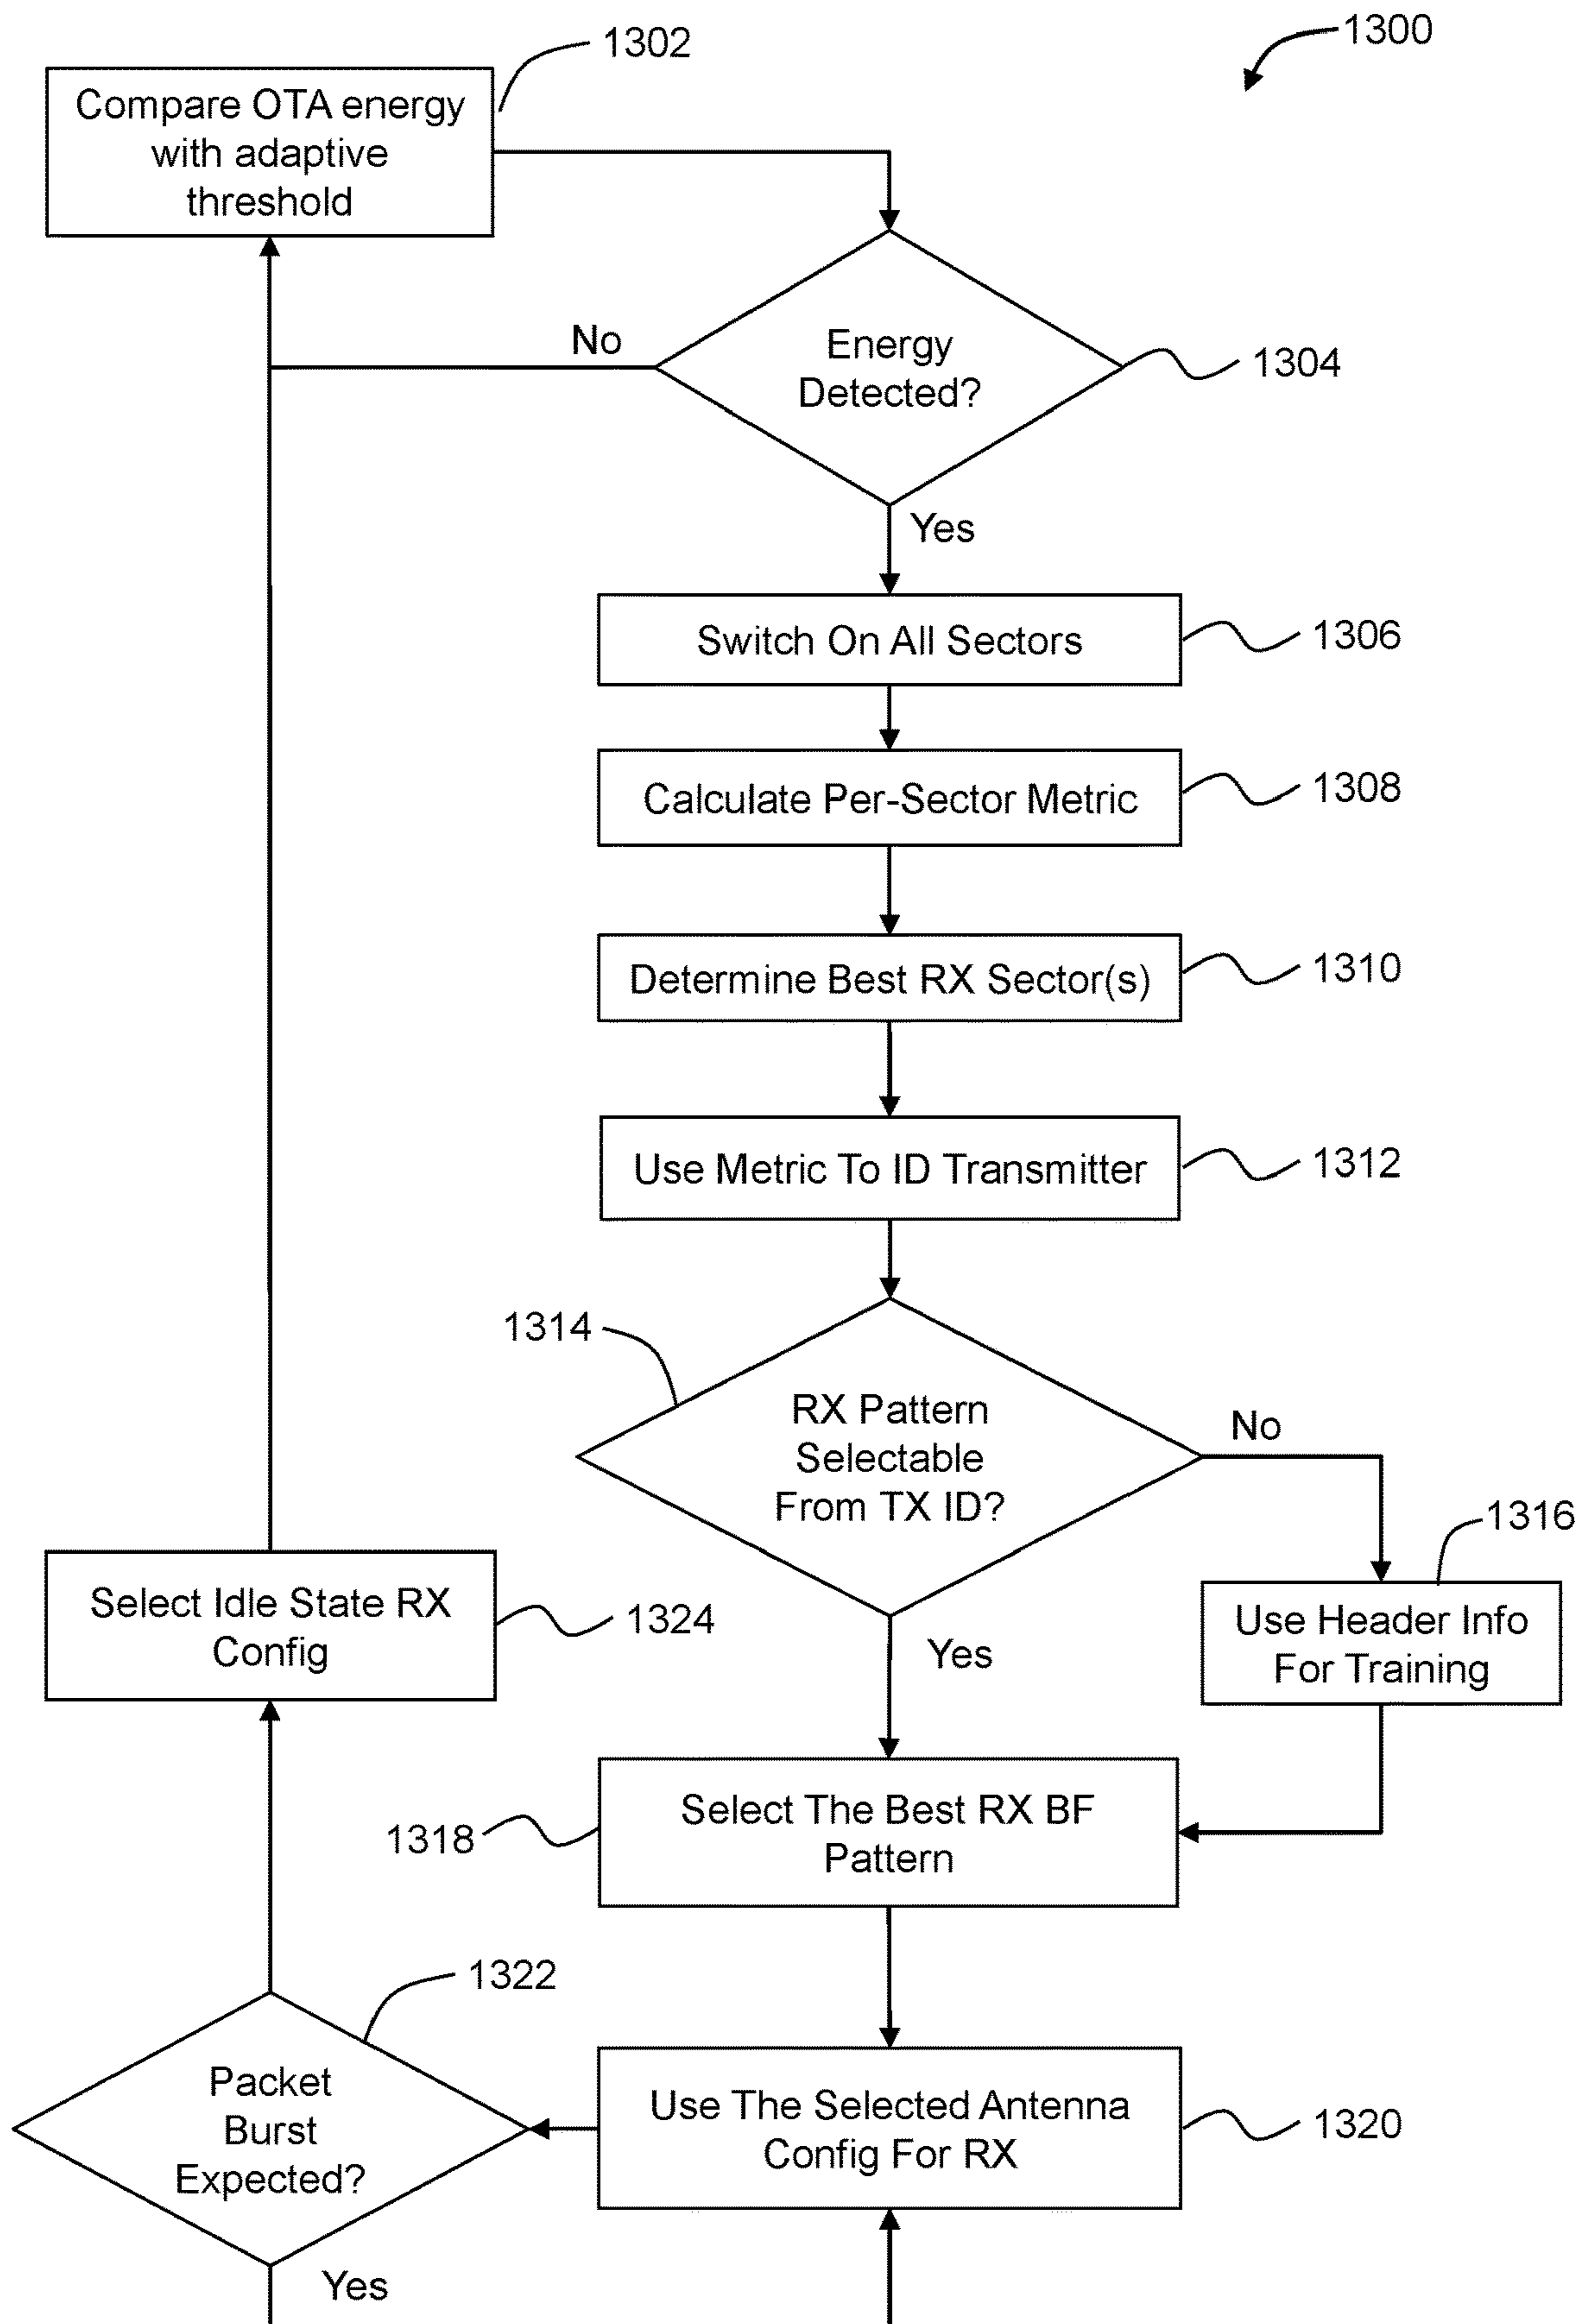 1300
1302
Compare OTA energy
with adaptive
threshold
No
Energy
Detected?
1304
Yes
Switch On All Sectors
1306
Calculate Per-Sector Metric
1308
Determine Best RX Sector(s)
1310
Use Metric To ID Transmitter
1312
1314
RX Pattern
Selectable
From TX ID?
No
1316
Use Header Info
For Training
Yes
Select Idle State RX
Config
1324
Select The Best RX BF
Pattern
1318
1322
Packet
Burst
Expected?
Use The Selected Antenna
Config For RX
1320
Yes